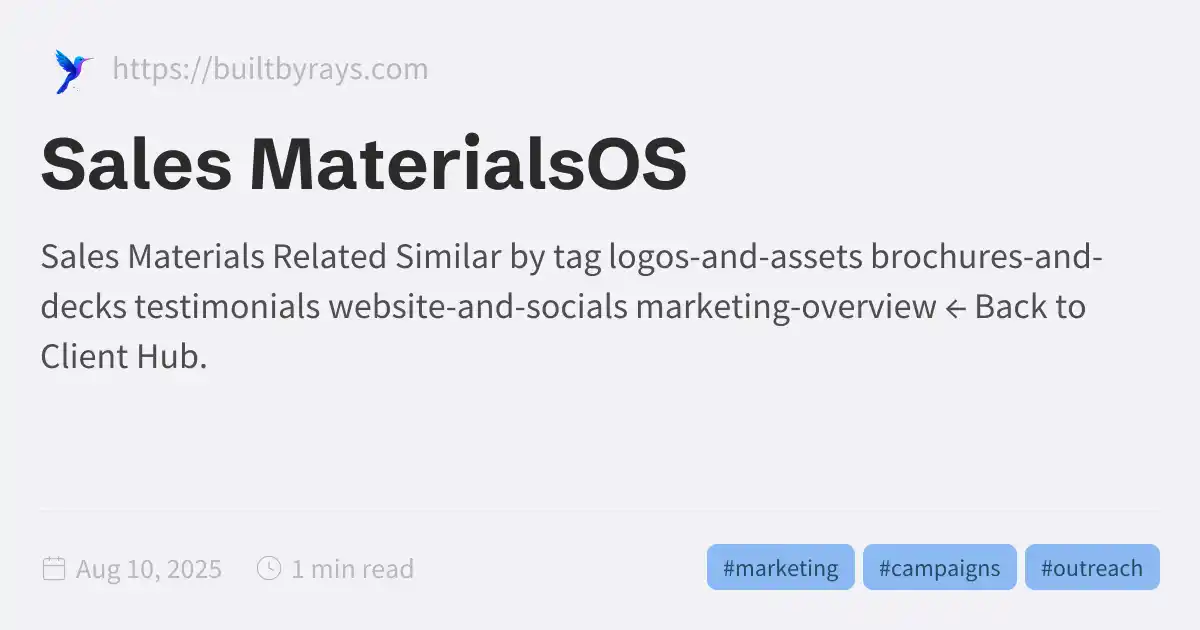 https://builtbyrays.com
Sales MaterialsOS
Sales Materials Related Similar by tag logos-and-assets brochures-and-
decks testimonials website-and-socials marketing-overview ← Back to
Client Hub.
Aug 10, 2025 1 min read #marketing #campaigns #outreach